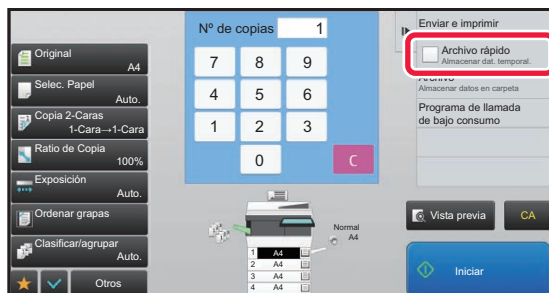 Original
A4
Selec. Papel
Auto.
Copia 2-Caras
1-Cara→1-Cara
Ratio de Copia
100%
Exposición
Auto.
Ordenar grapas
Clasificar/agrupar
Auto.
Otros
Nº de copias 1
7 8 9
4 5 6
1 2 3
0 C
Normal
A4
1 A4
2 A4
3 A4
4 A4
Enviar e imprimir
Archivo rápido
Almacenar dat. temporal.
Archivo
Almacenar datos en carpeta
Programa de llamada
de bajo consumo
Vista previa
CA
Iniciar